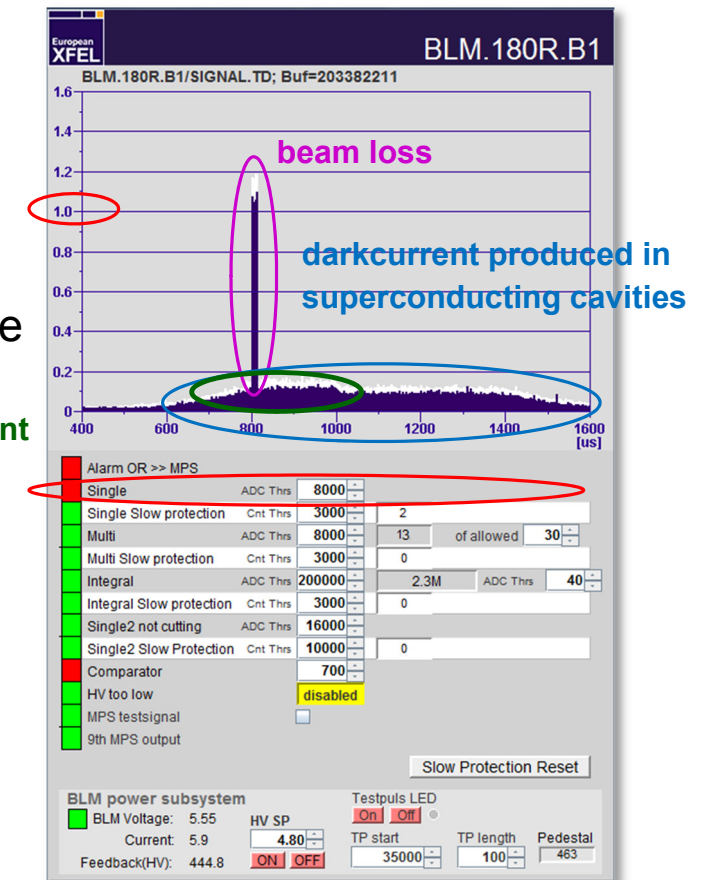 European
XFEL
BLM.180R.B1
BLM.180R.B1/SIGNAL.TD; Buf=203382211
1.6
1.4
beam loss
1.2
1.0
0.8
darkcurrent produced in
superconducting cavities
0.6
e
0.4
0.2
nt
0
400 600 800 1000 1200 1400 1600
[us]
Alarm OR >> MPS
Single ADC Thrs 8000
Single Slow protection Cnt Thrs 3000 2
Multi ADC Thrs 8000 13 of allowed 30
Multi Slow protection Cnt Thrs 3000 0
Integral ADC Thrs 200000 2.3M ADC Thrs 40
Integral Slow protection Cnt Thrs 3000 0
Single2 not cutting ADC Thrs 16000
Single2 Slow Protection Cnt Thrs 10000 0
Comparator 700
HV too low disabled
MPS testsignal
9th MPS output
Slow Protection Reset
BLM power subsystem Testpuls LED
BLM Voltage: 5.55 HV SP On Off
Current: 5.9 4.80 TP start TP length Pedestal
Feedback(HV): 444.8 ON OFF 35000 100 463